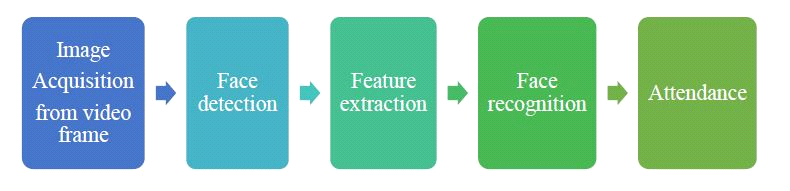 Image
Acquisition
from video
frame
Face
detection
Feature
extraction
Face
recognition
Attendance